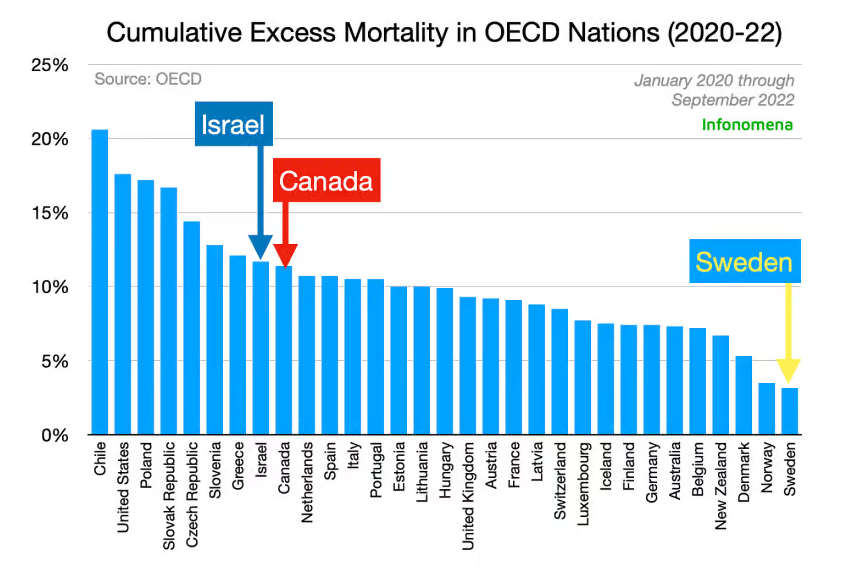 Cumulative Excess Mortality in OECD Nations (2020-22)
25%
Source: OECD
January 2020 through
September 2022
Infonomena
Israel
20%
Canada
15%
Sweden
10%
5%
0%
Chile
United States
Poland
Slovak Republic
Czech Republic
Slovenia
Greece
Israel
Canada
Netherlands
Spain
Italy
Portugal
Estonia
Lithuania
Hungary
United Kingdom
Austria
France
Latvia
Switzerland
Luxembourg
Iceland
Finland
Germany
Australia
Belgium
New Zealand
Denmark
Norway
Sweden